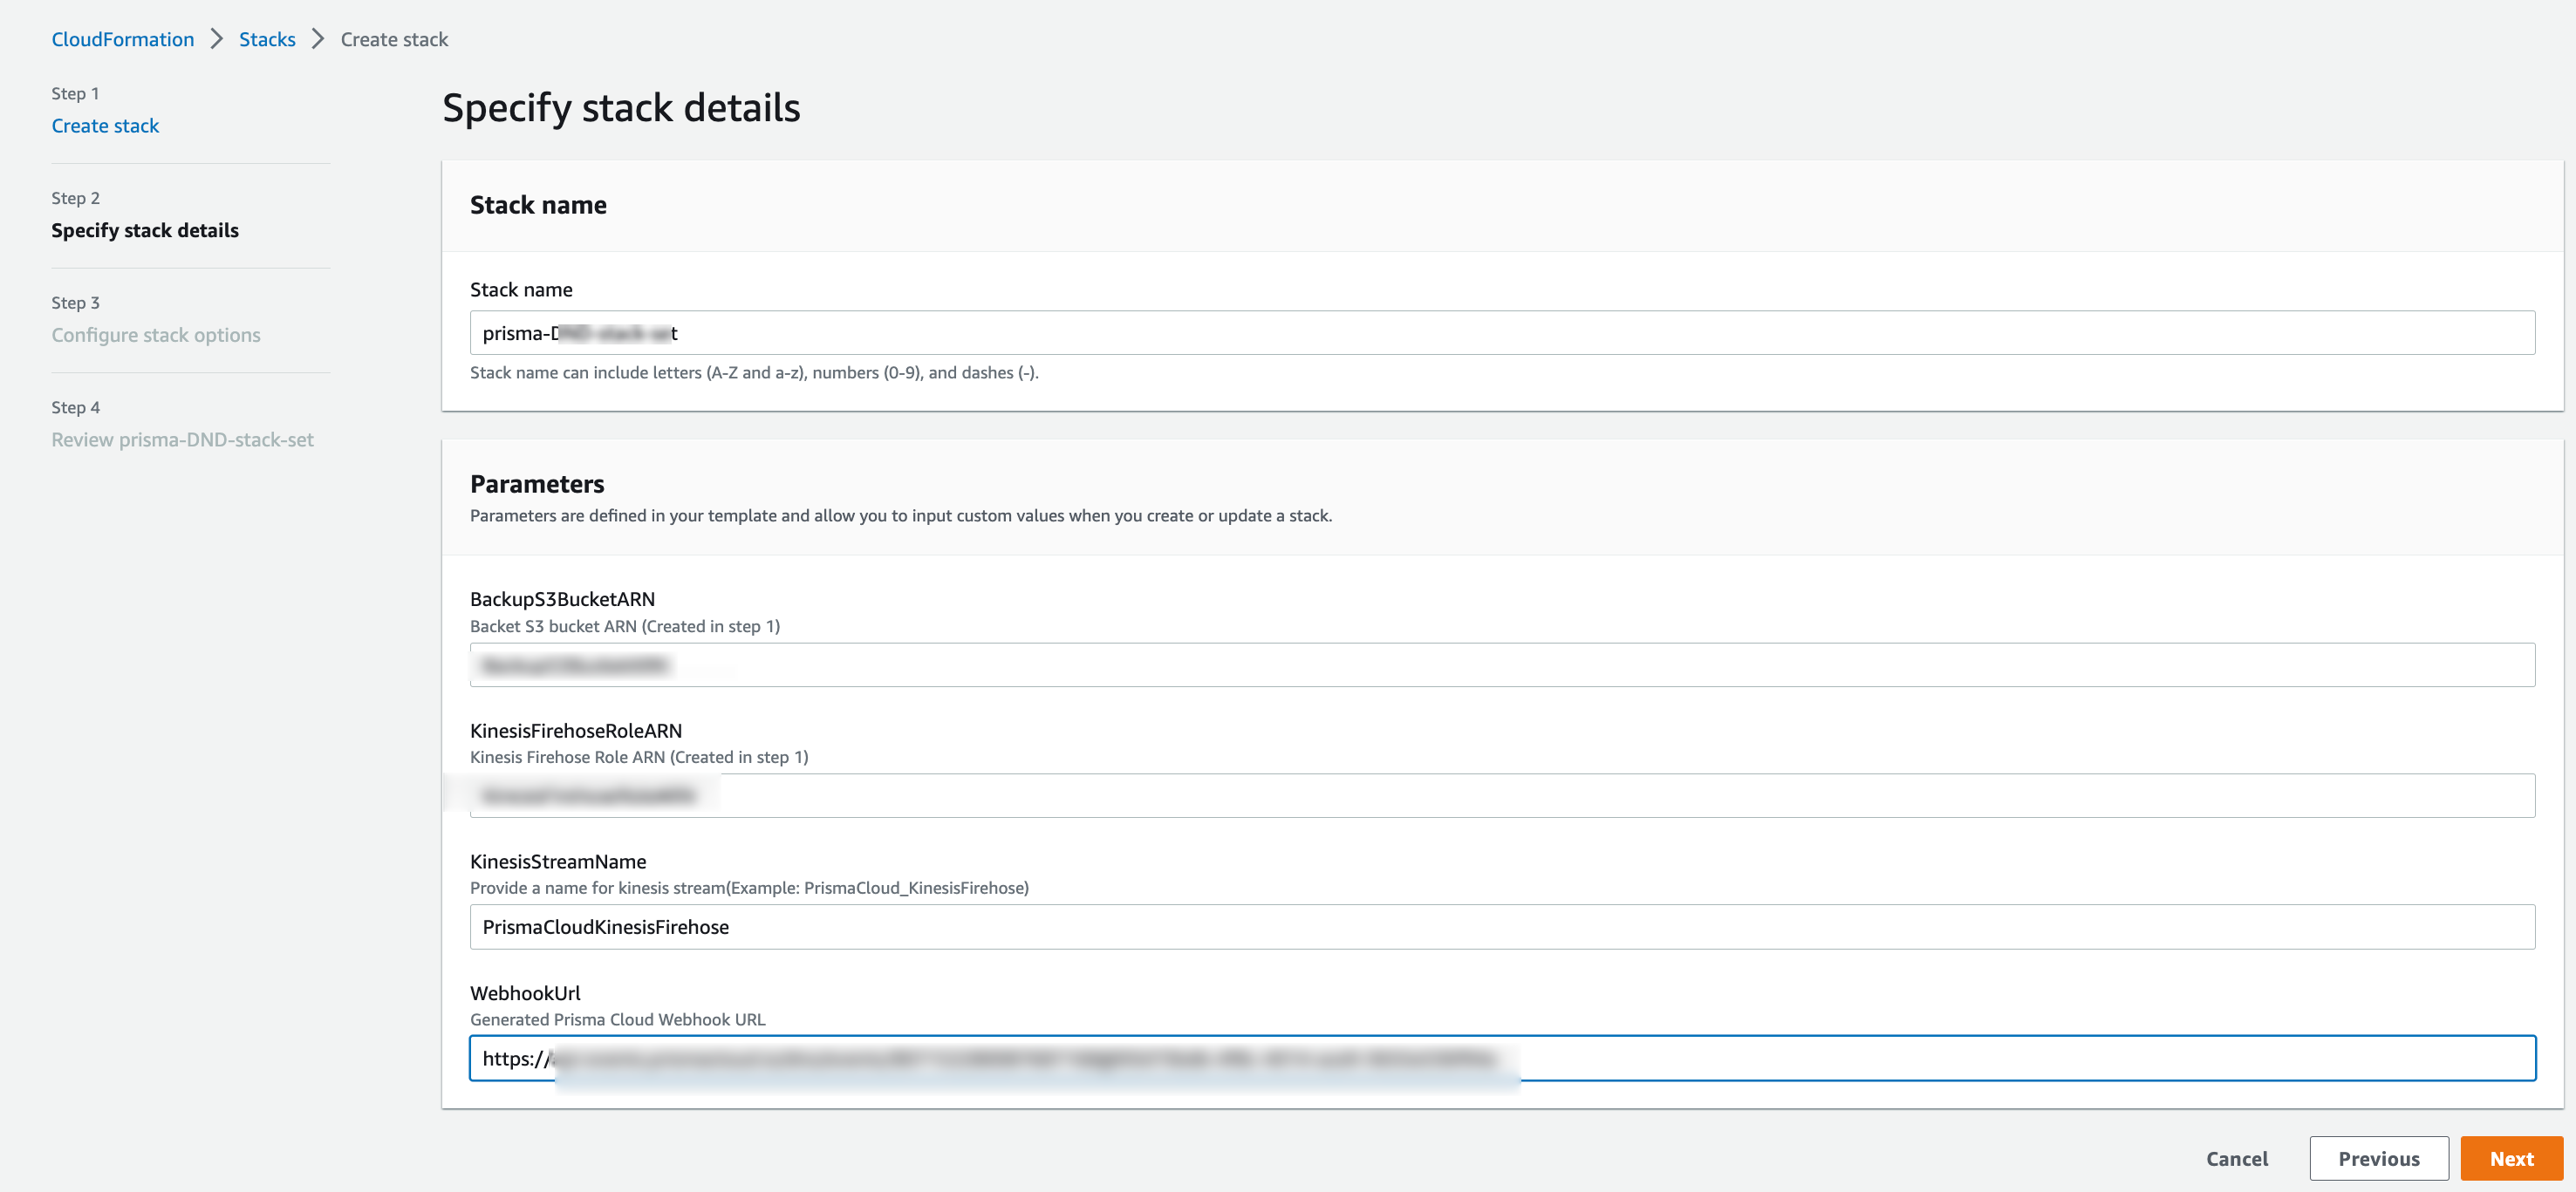 CloudFormation > Stacks > Create stack
Step 1
Create stack
Step 2
Specify stack details
Step 3
Configure stack options
Step 4
Review prisma-DND-stack-set
Specify stack details
Stack name
Stack name
prisma-DND-stack-set
Stack name can include letters (A-Z and a-z), numbers (0-9), and dashes (-).
Parameters
Parameters are defined in your template and allow you to input custom values when you create or update a stack.
BackupS3BucketARN
Backet S3 bucket ARN (Created in step 1)
KinesisFirehoseRoleARN
Kinesis Firehose Role ARN (Created in step 1)
KinesisStreamName
Provide a name for kinesis stream(Example: PrismaCloud_KinesisFirehose)
PrismaCloudKinesisFirehose
WebhookUrl
Generated Prisma Cloud Webhook URL
https://
Cancel
Previous
Next